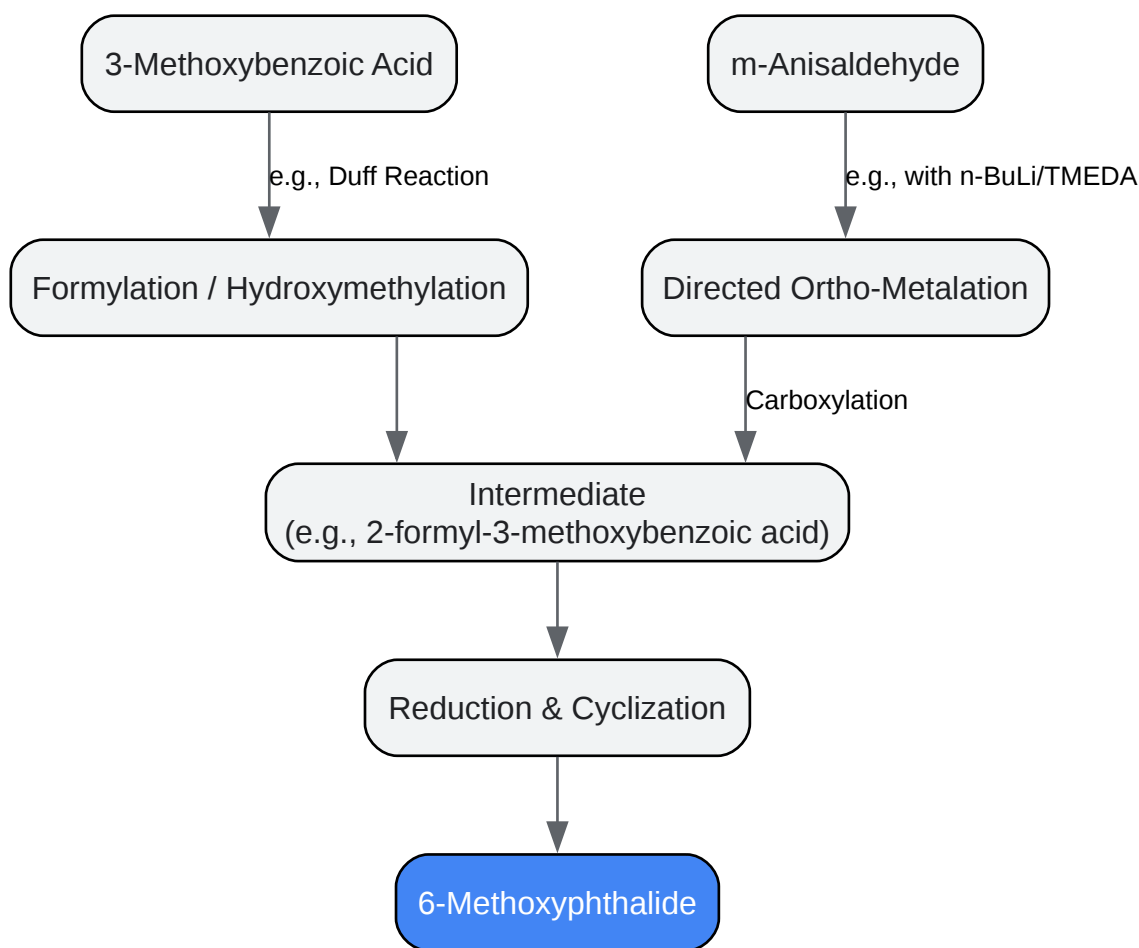 3-Methoxybenzoic Acid
m-Anisaldehyde
e.g., Duff Reaction
e.g., with n-BuLi/TMEDA
Formylation / Hydroxymethylation
Directed Ortho-Metalation
Carboxylation
Intermediate
(e.g., 2-formyl-3-methoxybenzoic acid)
Reduction & Cyclization
6-Methoxyphthalide